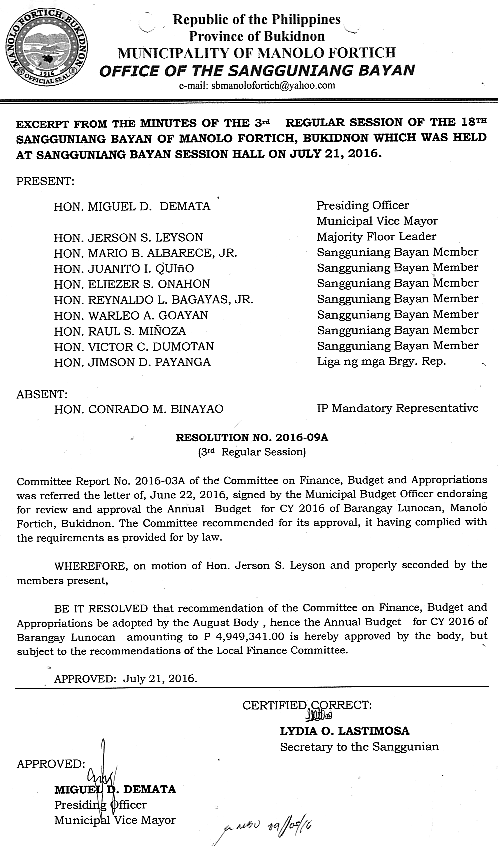 MANOLO FORTICH, BUKIDNON
1916
OFFICIAL SEAL
Republic of the Philippines
Province of Bukidnon
MUNICIPALITY OF MANOLO FORTICH
OFFICE OF THE SANGGUNIANG BAYAN
e-mail: sbmanolofortich@yahoo.com
EXCERPT FROM THE MINUTES OF THE 3rd REGULAR SESSION OF THE 18TH
SANGGUNIANG BAYAN OF MANOLO FORTICH, BUKIDNON WHICH WAS HELD
AT SANGGUNIANG BAYAN SESSION HALL ON JULY 21, 2016.
PRESENT:
HON. MIGUEL D. DEMATA Presiding Officer
Municipal Vice Mayor
HON. JERSON S. LEYSON Majority Floor Leader
HON. MARIO B. ALBARECE, JR. Sangguniang Bayan Member
HON. JUANITO I. QUIñO Sangguniang Bayan Member
HON. ELIEZER S. ONAHON Sangguniang Bayan Member
HON. REYNALDO L. BAGAYAS, JR. Sangguniang Bayan Member
HON. WARLEO A. GOAYAN Sangguniang Bayan Member
HON. RAUL S. MIÑOZA Sangguniang Bayan Member
HON. VICTOR C. DUMOTAN Sangguniang Bayan Member
HON. JIMSON D. PAYANGA Liga ng mga Brgy. Rep.
ABSENT:
HON. CONRADO M. BINAYAO IP Mandatory Representative
RESOLUTION NO. 2016-09A
(3rd Regular Session)
Committee Report No. 2016-03A of the Committee on Finance, Budget and Appropriations
was referred the letter of, June 22, 2016, signed by the Municipal Budget Officer endorsing
for review and approval the Annual Budget for CY 2016 of Barangay Lunocan, Manolo
Fortich, Bukidnon. The Committee recommended for its approval, it having complied with
the requirements as provided for by law.
WHEREFORE, on motion of Hon. Jerson S. Leyson and properly seconded by the
members present,
BE IT RESOLVED that recommendation of the Committee on Finance, Budget and
Appropriations be adopted by the August Body , hence the Annual Budget for CY 2016 of
Barangay Lunocan amounting to P 4,949,341.00 is hereby approved by the body, but
subject to the recommendations of the Local Finance Committee.
APPROVED: July 21, 2016.
CERTIFIED CORRECT:
LYDIA O. LASTIMOSA
Secretary to the Sanggunian
APPROVED:
MIGUEL D. DEMATA
Presiding Officer
Municipal Vice Mayor